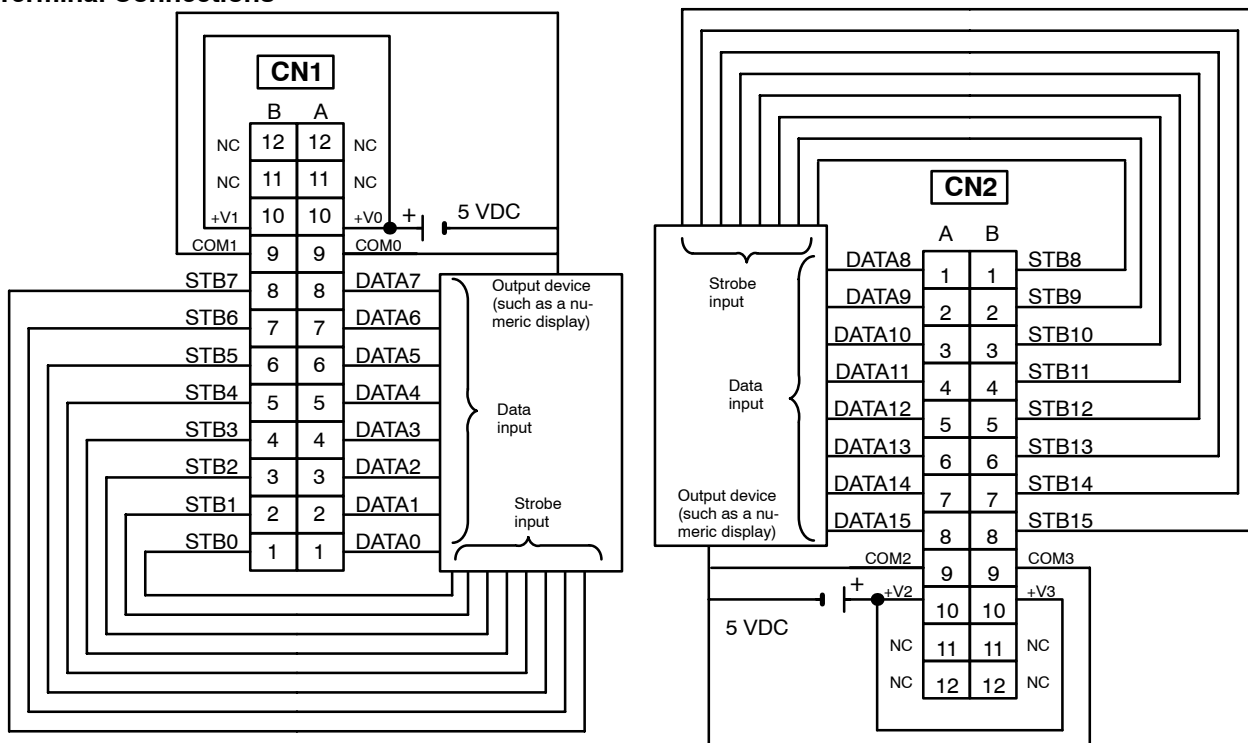 Terminal Connections
CN1
B A
NC 12 12 NC
NC 11 11 NC
+V1 10 10 +V0 + 5 VDC
COM1 9 9 COM0
STB7 8 8 DATA7
STB6 7 7 DATA6
STB5 6 6 DATA5
STB4 5 5 DATA4
STB3 4 4 DATA3
STB2 3 3 DATA2
STB1 2 2 DATA1
STB0 1 1 DATA0
Output device
(such as a nu-
meric display)
Data
input
Strobe
input
CN2
A B
DATA8 1 1 STB8
DATA9 2 2 STB9
DATA10 3 3 STB10
DATA11 4 4 STB11
DATA12 5 5 STB12
DATA13 6 6 STB13
DATA14 7 7 STB14
DATA15 8 8 STB15
COM2 9 9 COM3
+ +V2 10 10 +V3
5 VDC
NC 11 11 NC
NC 12 12 NC
Strobe
input
Data
input
Output device
(such as a nu-
meric display)